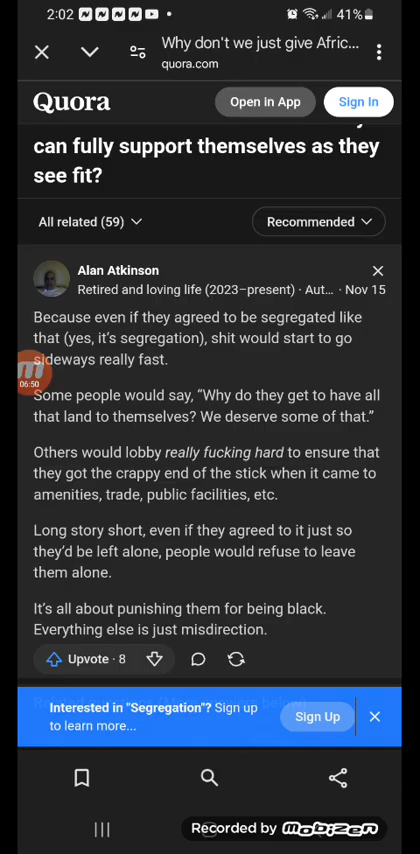 2:02
41%
Why don't we just give Afric...
quora.com
Quora
Open in App
Sign In
can fully support themselves as they
see fit?
All related (59)
Recommended
Alan Atkinson
Retired and loving life (2023–present) · Aut... · Nov 15
Because even if they agreed to be segregated like
that (yes, it's segregation), shit would start to go
sideways really fast.
06:50
Some people would say, “Why do they get to have all
that land to themselves? We deserve some of that.”
Others would lobby really fucking hard to ensure that
they got the crappy end of the stick when it came to
amenities, trade, public facilities, etc.
Long story short, even if they agreed to it just so
they'd be left alone, people would refuse to leave
them alone.
It's all about punishing them for being black.
Everything else is just misdirection.
Upvote · 8
Interested in "Segregation"? Sign up
to learn more...
Sign Up
Recorded by mobizen